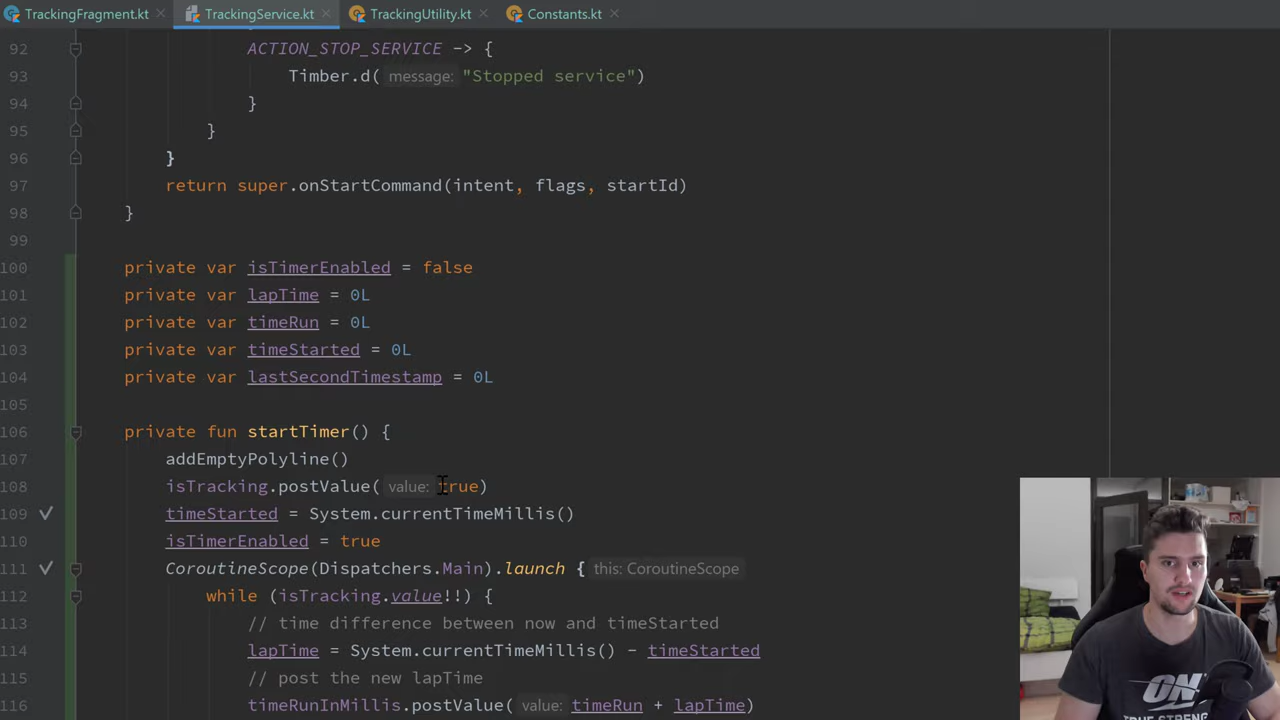 TrackingFragment.kt × TrackingService.kt × TrackingUtility.kt × Constants.kt ×
92 ACTION_STOP_SERVICE -> {
93 Timber.d( message: "Stopped service")
94 }
95 }
96 }
97 return super.onStartCommand(intent, flags, startId)
98 }
99
100 private var isTimerEnabled = false
101 private var lapTime = 0L
102 private var timeRun = 0L
103 private var timeStarted = 0L
104 private var lastSecondTimestamp = 0L
105
106 private fun startTimer() {
107 addEmptyPolyline()
108 isTracking.postValue( value: true)
109 timeStarted = System.currentTimeMillis()
110 isTimerEnabled = true
111 CoroutineScope(Dispatchers.Main).launch { this: CoroutineScope
112 while (isTracking.value!!) {
113 // time difference between now and timeStarted
114 lapTime = System.currentTimeMillis() - timeStarted
115 // post the new lapTime
116 timeRunInMillis.postValue( value: timeRun + lapTime)
ON
TRUE STRENG